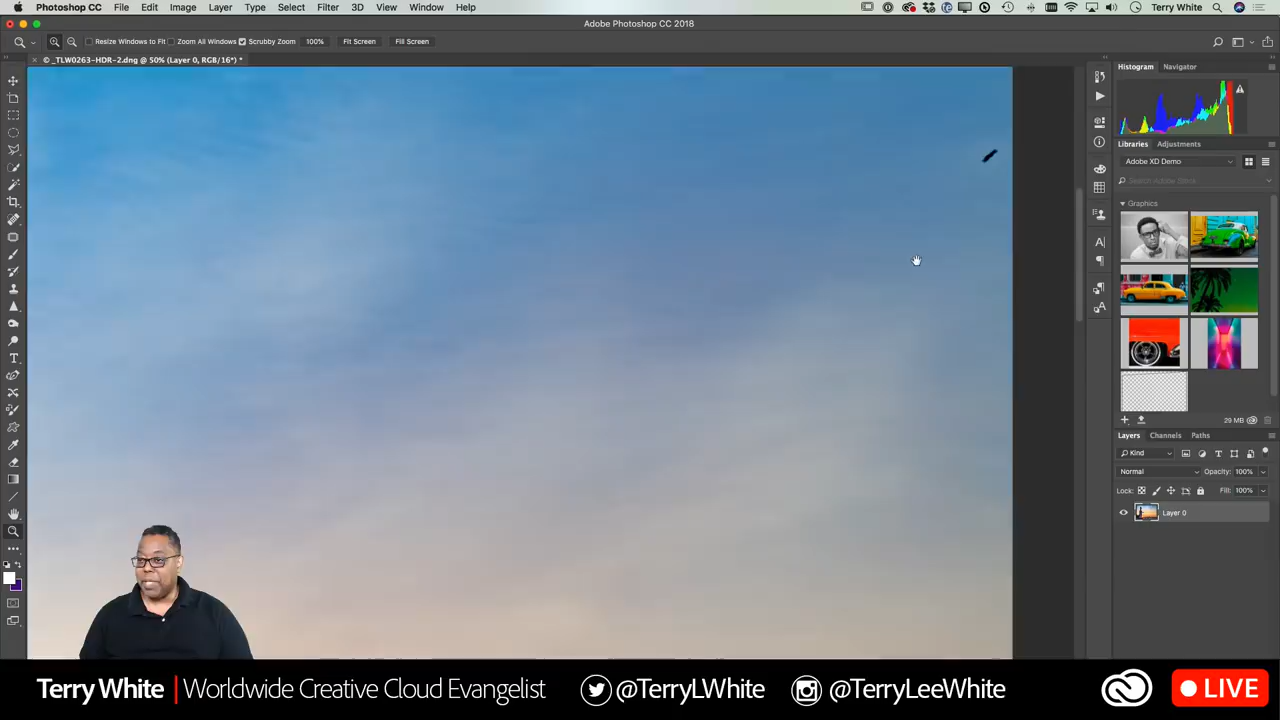 Photoshop CC File Edit Image Layer Type Select Filter 3D View Window Help Terry White
Adobe Photoshop CC 2018
Resize Windows to Fit Zoom All Windows Scrubby Zoom 100% Fit Screen Fill Screen
© _TLW0263-HDR-2.dng @ 50% (Layer 0, RGB/16*) *
Histogram Navigator
Libraries Adjustments
Adobe XD Demo
Search Adobe Stock
Graphics
29 MB
Layers Channels Paths
Kind
Normal Opacity: 100%
Lock: Fill: 100%
Layer 0
Terry White | Worldwide Creative Cloud Evangelist @TerryLWhite @TerryLeeWhite LIVE